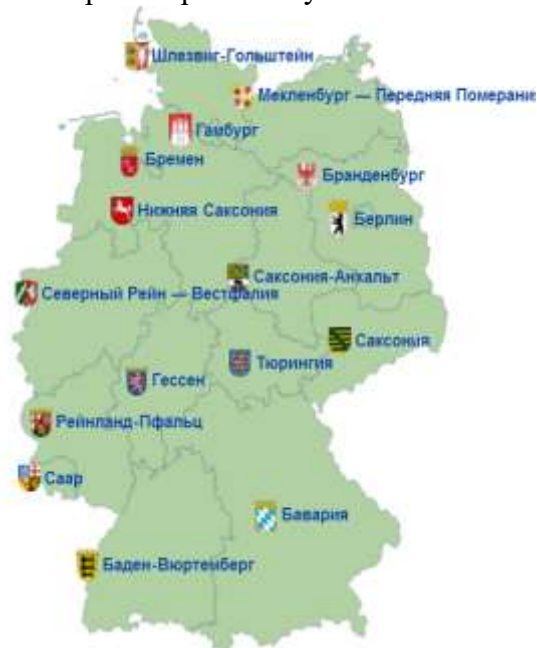 Шлезвиг-Гольштейн
Мекленбург — Передняя Померания
Гамбург
Бремен
Бранденбург
Нижняя Саксония
Берлин
Саксония-Анхальт
Северный Рейн — Вестфалия
Саксония
Тюрингия
Гессен
Рейнланд-Пфальц
Саар
Бавария
Баден-Вюртемберг